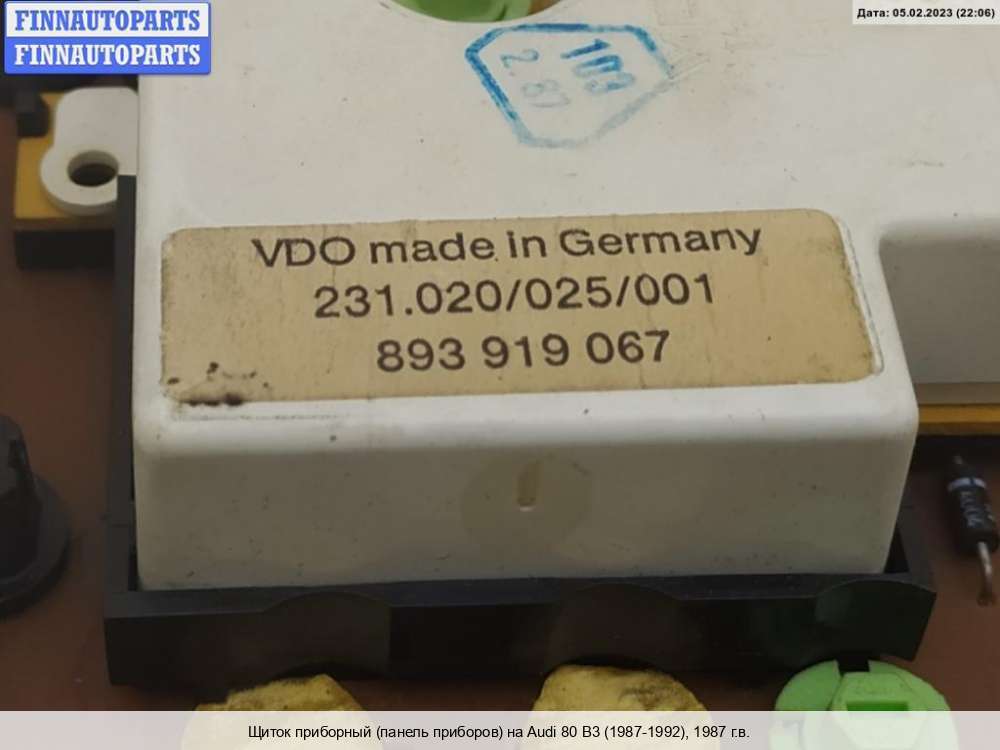 FINNAUTOPARTS
FINNAUTOPARTS
Дата: 05.02.2023 (22:06)
109
2.87
VDO made in Germany
231.020/025/001
893 919 067
Щиток приборный (панель приборов) на Audi 80 B3 (1987-1992), 1987 г.в.